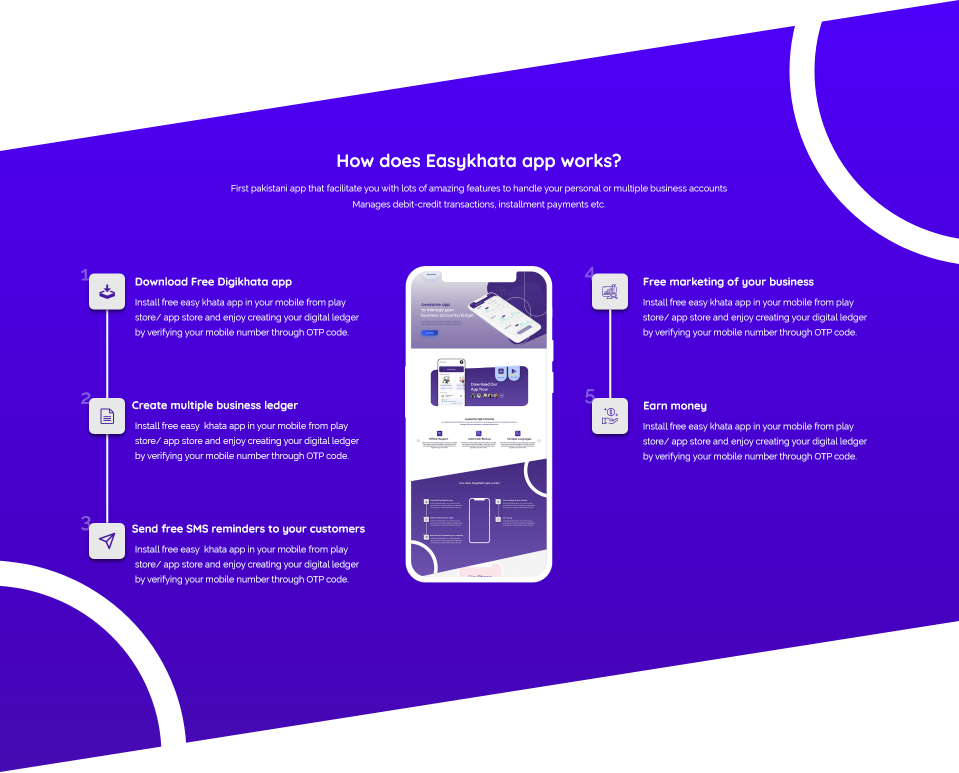 How does Easykhata app works?
First pakistani app that facilitate you with lots of amazing features to handle your personal or multiple business accounts
Manages debit-credit transactions, installment payments etc.
1
Download Free Digikhata app
Install free easy khata app in your mobile from play
store/ app store and enjoy creating your digital ledger
by verifying your mobile number through OTP code.
2
Create multiple business ledger
Install free easy  khata app in your mobile from play
store/ app store and enjoy creating your digital ledger
by verifying your mobile number through OTP code.
3
Send free SMS reminders to your customers
Install free easy  khata app in your mobile from play
store/ app store and enjoy creating your digital ledger
by verifying your mobile number through OTP code.
Awesome app
to manage your
business accounts/ledger
Download Our
App Now
How does Easykhata app works?
4
Free marketing of your business
Install free easy khata app in your mobile from play
store/ app store and enjoy creating your digital ledger
by verifying your mobile number through OTP code.
5
Earn money
Install free easy khata app in your mobile from play
store/ app store and enjoy creating your digital ledger
by verifying your mobile number through OTP code.